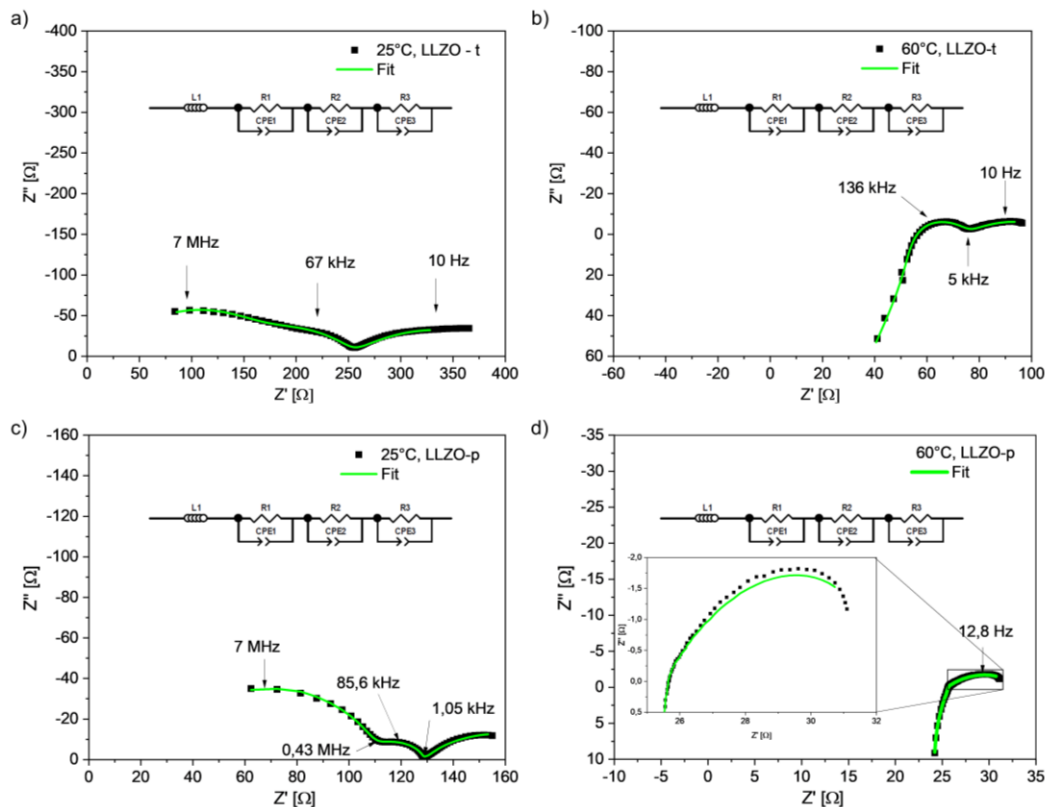 a)
-400
-350
-300
-250
-200
-150
-100
-50
0
Z'' [Ω]
25°C, LLZO - t
Fit
L1
R1
R2
R3
CPE1
CPE2
CPE3
7 MHz
67 kHz
10 Hz
0 50 100 150 200 250 300 350 400
Z' [Ω]
b)
-100
-80
-60
-40
-20
0
20
40
60
Z'' [Ω]
60°C, LLZO-t
Fit
L1
R1
R2
R3
CPE1
CPE2
CPE3
136 kHz
10 Hz
5 kHz
-60 -40 -20 0 20 40 60 80 100
Z' [Ω]
c)
-160
-140
-120
-100
-80
-60
-40
-20
0
Z'' [Ω]
25°C, LLZO-p
Fit
L1
R1
R2
R3
CPE1
CPE2
CPE3
7 MHz
85,6 kHz
1,05 kHz
0,43 MHz
0 20 40 60 80 100 120 140 160
Z' [Ω]
d)
-35
-30
-25
-20
-15
-10
-5
0
5
10
Z'' [Ω]
60°C, LLZO-p
Fit
L1
R1
R2
R3
CPE1
CPE2
CPE3
-2,0
-1,5
-1,0
-0,5
0,0
0,5
Z'' [Ω]
26 28 30 32
Z' [Ω]
12,8 Hz
-10 -5 0 5 10 15 20 25 30 35
Z' [Ω]